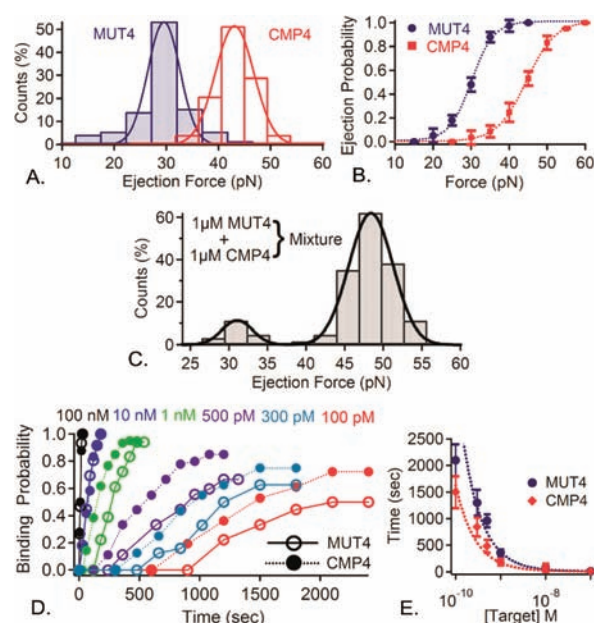 Counts (%)
50
40
30
20
10
0
MUT4
CMP4
10 20 30 40 50 60
Ejection Force (pN)
A.
Ejection Probability
1.0
0.8
0.6
0.4
0.2
0.0
MUT4
CMP4
10 20 30 40 50 60
Force (pN)
B.
Counts (%)
60
40
20
0
1μM MUT4
+
1μM CMP4
Mixture
25 30 35 40 45 50 55 60
Ejection Force (pN)
C.
100 nM 10 nM 1 nM 500 pM 300 pM 100 pM
Binding Probability
1.0
0.8
0.6
0.4
0.2
0.0
MUT4
CMP4
0 500 1000 1500 2000
Time (sec)
D.
Time (sec)
2500
2000
1500
1000
500
0
MUT4
CMP4
10⁻¹⁰ 10⁻⁸
[Target] M
E.